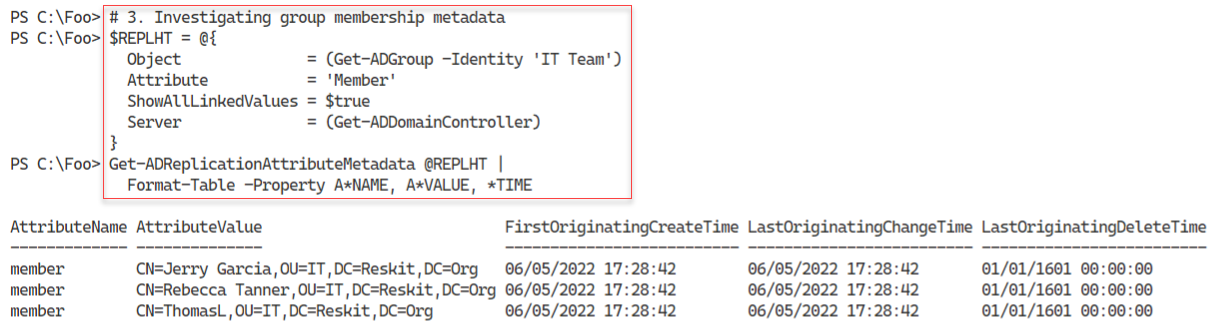 PS C:\Foo> # 3. Investigating group membership metadata
PS C:\Foo> $REPLHT = @{
  Object             = (Get-ADGroup -Identity 'IT Team')
  Attribute          = 'Member'
  ShowAllLinkedValues = $true
  Server             = (Get-ADDomainController)
}
PS C:\Foo> Get-ADReplicationAttributeMetadata @REPLHT |
  Format-Table -Property A*NAME, A*VALUE, *TIME
AttributeName AttributeValue                          FirstOriginatingCreateTime LastOriginatingChangeTime LastOriginatingDeleteTime
------------- --------------                          -------------------------- ------------------------- -------------------------
member        CN=Jerry Garcia,OU=IT,DC=Reskit,DC=Org   06/05/2022 17:28:42        06/05/2022 17:28:42       01/01/1601 00:00:00
member        CN=Rebecca Tanner,OU=IT,DC=Reskit,DC=Org 06/05/2022 17:28:42        06/05/2022 17:28:42       01/01/1601 00:00:00
member        CN=ThomasL,OU=IT,DC=Reskit,DC=Org        06/05/2022 17:28:42        06/05/2022 17:28:42       01/01/1601 00:00:00